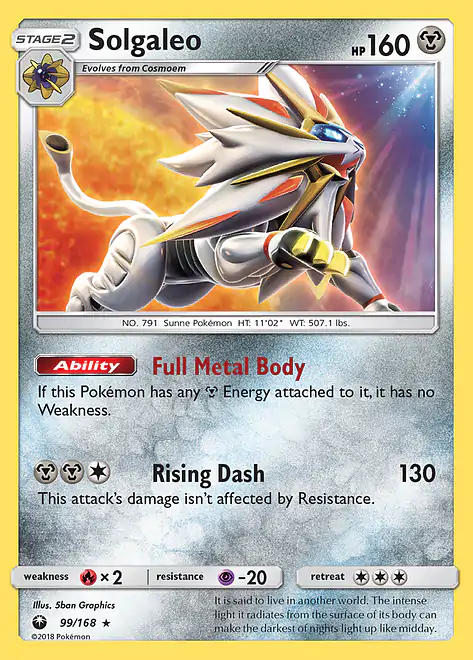 STAGE2 Solgaleo HP160
Evolves from Cosmoem
NO. 791 Sunne Pokémon HT: 11'02" WT: 507.1 lbs.
Ability Full Metal Body
If this Pokémon has any Energy attached to it, it has no
Weakness.
Rising Dash 130
This attack's damage isn't affected by Resistance.
weakness ×2 resistance -20 retreat
Illus. 5ban Graphics
99/168 ★
©2018 Pokémon
It is said to live in another world. The intense
light it radiates from the surface of its body can
make the darkest of nights light up like midday.